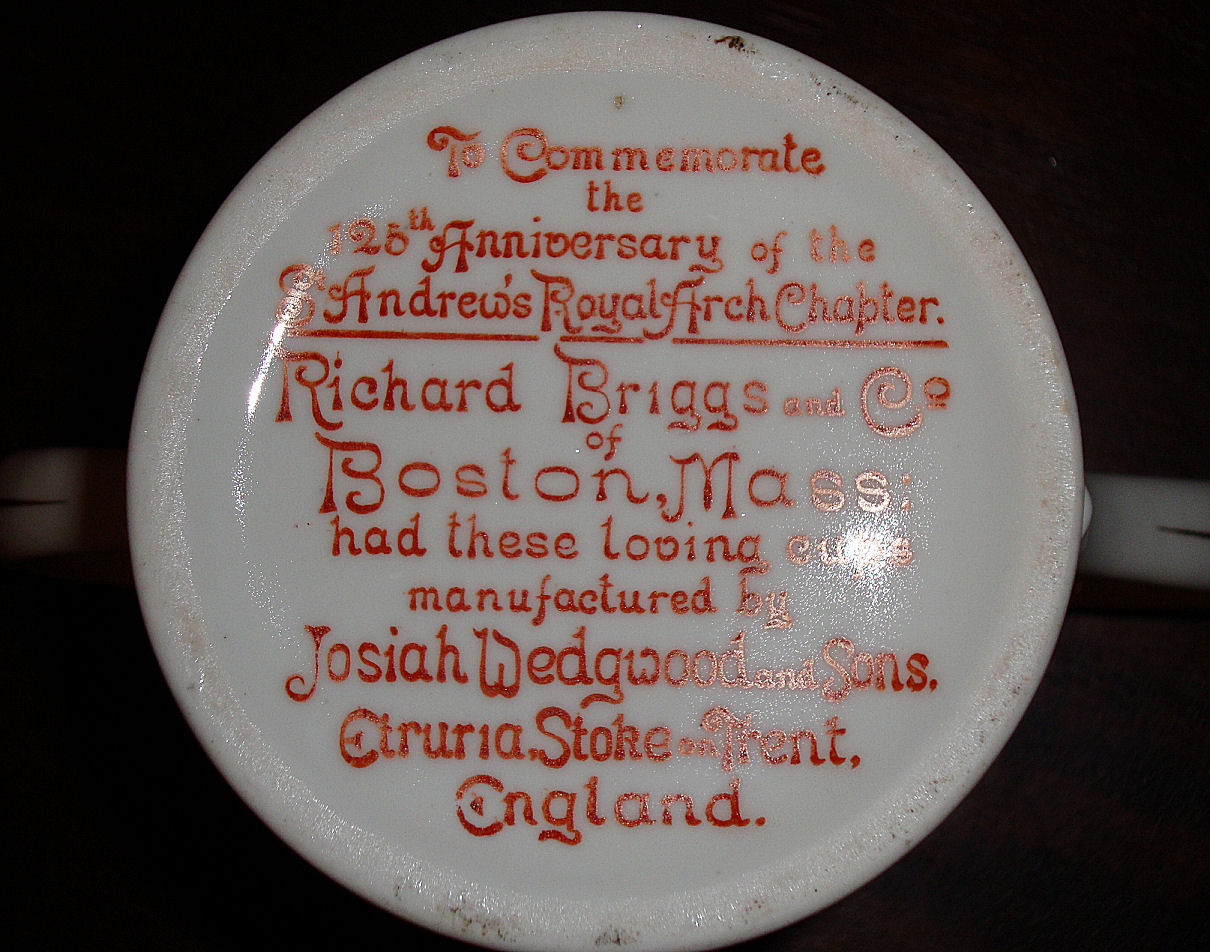 To Commemorate
the
125th Anniversary of the
St Andrew's Royal Arch Chapter.
Richard Briggs and Co
of
Boston, Mass:
had these loving cups
manufactured by
Josiah Wedgwood and Sons.
Etruria, Stoke on Trent,
England.